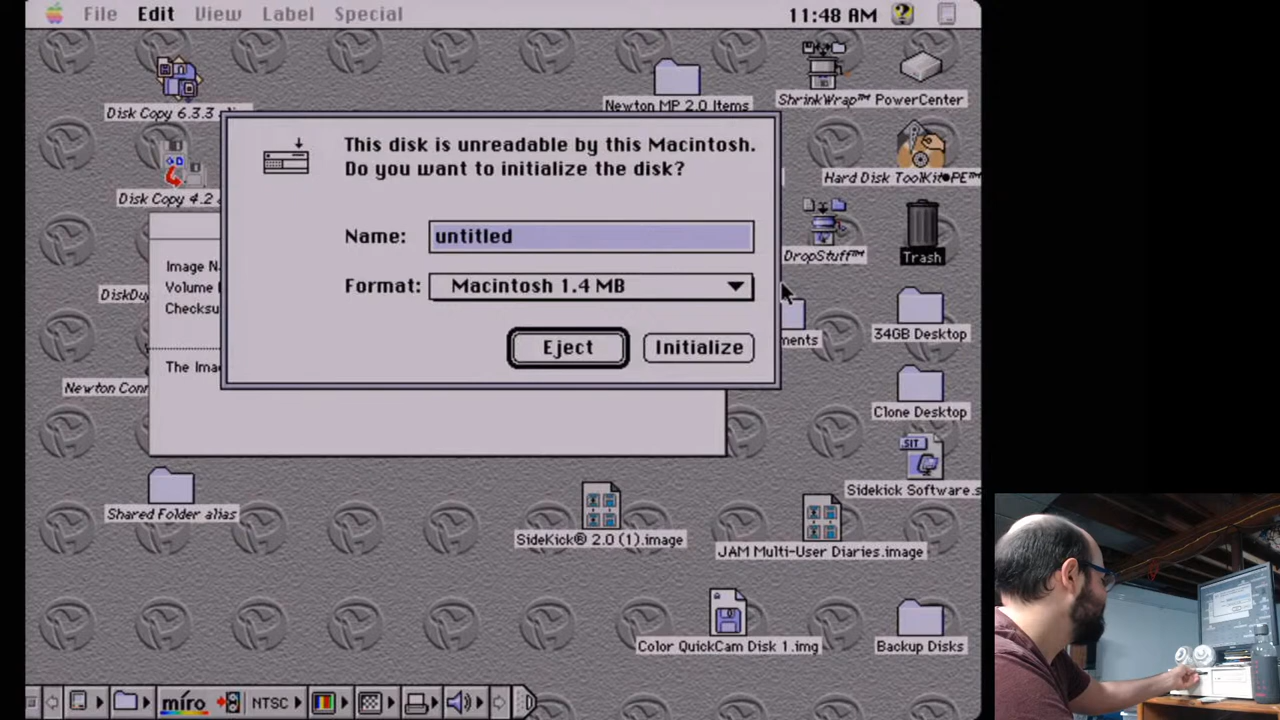 File Edit View Label Special 11:48 AM
Disk Copy 6.3.3
Newton MP 2.0 Items
ShrinkWrap™ PowerCenter
This disk is unreadable by this Macintosh.
Do you want to initialize the disk?
Hard Disk ToolKit•PE™
Disk Copy 4.2
Name: untitled
DropStuff™
Trash
Image N
Volume
Checksu
Format: Macintosh 1.4 MB
34GB Desktop
ments
Eject Initialize
The Ima
Newton Conn
Clone Desktop
SIT
Sidekick Software.s
Shared Folder alias
SideKick® 2.0 (1).image
JAM Multi-User Diaries.image
Color QuickCam Disk 1.img
Backup Disks
miro NTSC